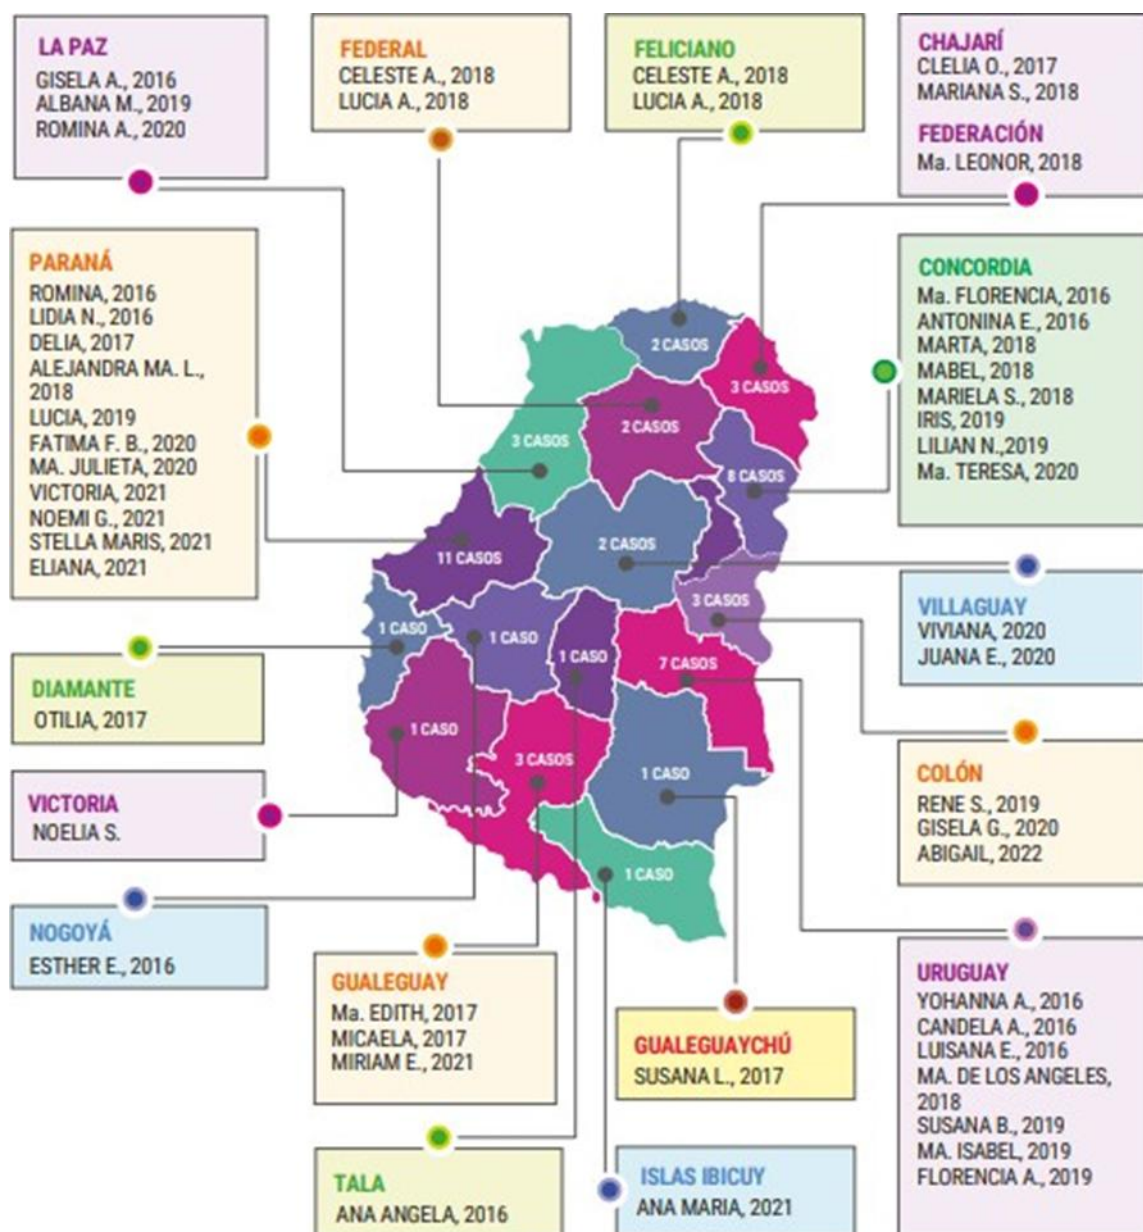 LA PAZ
GISELA A., 2016
ALBANA M., 2019
ROMINA A., 2020
FEDERAL
CELESTE A., 2018
LUCIA A., 2018
FELICIANO
CELESTE A., 2018
LUCIA A., 2018
CHAJARÍ
CLELIA O., 2017
MARIANA S., 2018
FEDERACIÓN
Ma. LEONOR, 2018
PARANÁ
ROMINA, 2016
LIDIA N., 2016
DELIA, 2017
ALEJANDRA MA. L.,
2018
LUCIA, 2019
FATIMA F. B., 2020
MA. JULIETA, 2020
VICTORIA, 2021
NOEMI G., 2021
STELLA MARIS, 2021
ELIANA, 2021
CONCORDIA
Ma. FLORENCIA, 2016
ANTONINA E., 2016
MARTA, 2018
MABEL, 2018
MARIELA S., 2018
IRIS, 2019
LILIAN N.,2019
Ma. TERESA, 2020
2 CASOS
3 CASOS
2 CASOS
3 CASOS
8 CASOS
11 CASOS
2 CASOS
3 CASOS
1 CASO
1 CASO
1 CASO
7 CASOS
1 CASO
3 CASOS
1 CASO
1 CASO
VILLAGUAY
VIVIANA, 2020
JUANA E., 2020
DIAMANTE
OTILIA, 2017
COLÓN
RENE S., 2019
GISELA G., 2020
ABIGAIL, 2022
VICTORIA
NOELIA S.
NOGOYÁ
ESTHER E., 2016
GUALEGUAY
Ma. EDITH, 2017
MICAELA, 2017
MIRIAM E., 2021
GUALEGUAYCHÚ
SUSANA L., 2017
URUGUAY
YOHANNA A., 2016
CANDELA A., 2016
LUISANA E., 2016
MA. DE LOS ANGELES,
2018
SUSANA B., 2019
MA. ISABEL, 2019
FLORENCIA A., 2019
TALA
ANA ANGELA, 2016
ISLAS IBICUY
ANA MARIA, 2021